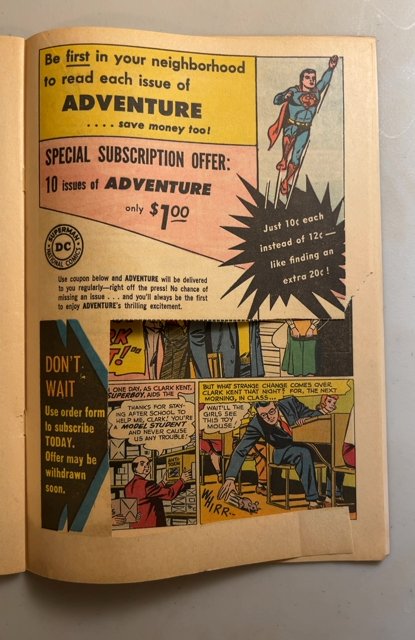 Be first in your neighborhood
to read each issue of
ADVENTURE
.... save money too!
SPECIAL SUBSCRIPTION OFFER:
10 issues of ADVENTURE
only $1.00
Just 10¢ each
instead of 12¢—
like finding an
extra 20¢!
SUPERMAN
DC
NATIONAL COMICS
Use coupon below and ADVENTURE will be delivered
to you regularly—right off the press! No chance of
missing an issue . . . and you'll always be the first
to enjoy ADVENTURE's thrilling excitement.
DON'T
WAIT
Use order form
to subscribe
TODAY.
Offer may be
withdrawn
soon.
ONE DAY, AS CLARK KENT,
SUPERBOY, AIDS THE
THANKS FOR STAY-
ING AFTER SCHOOL TO
HELP ME, CLARK! YOU'RE
A MODEL STUDENT
AND NEVER CAUSE
US ANY TROUBLE!
BUT WHAT STRANGE CHANGE COMES OVER
CLARK KENT THAT NIGHT? FOR, THE NEXT
MORNING, IN CLASS...
WAIT'LL THE
GIRLS SEE
THIS TOY
MOUSE!
WHIRR--